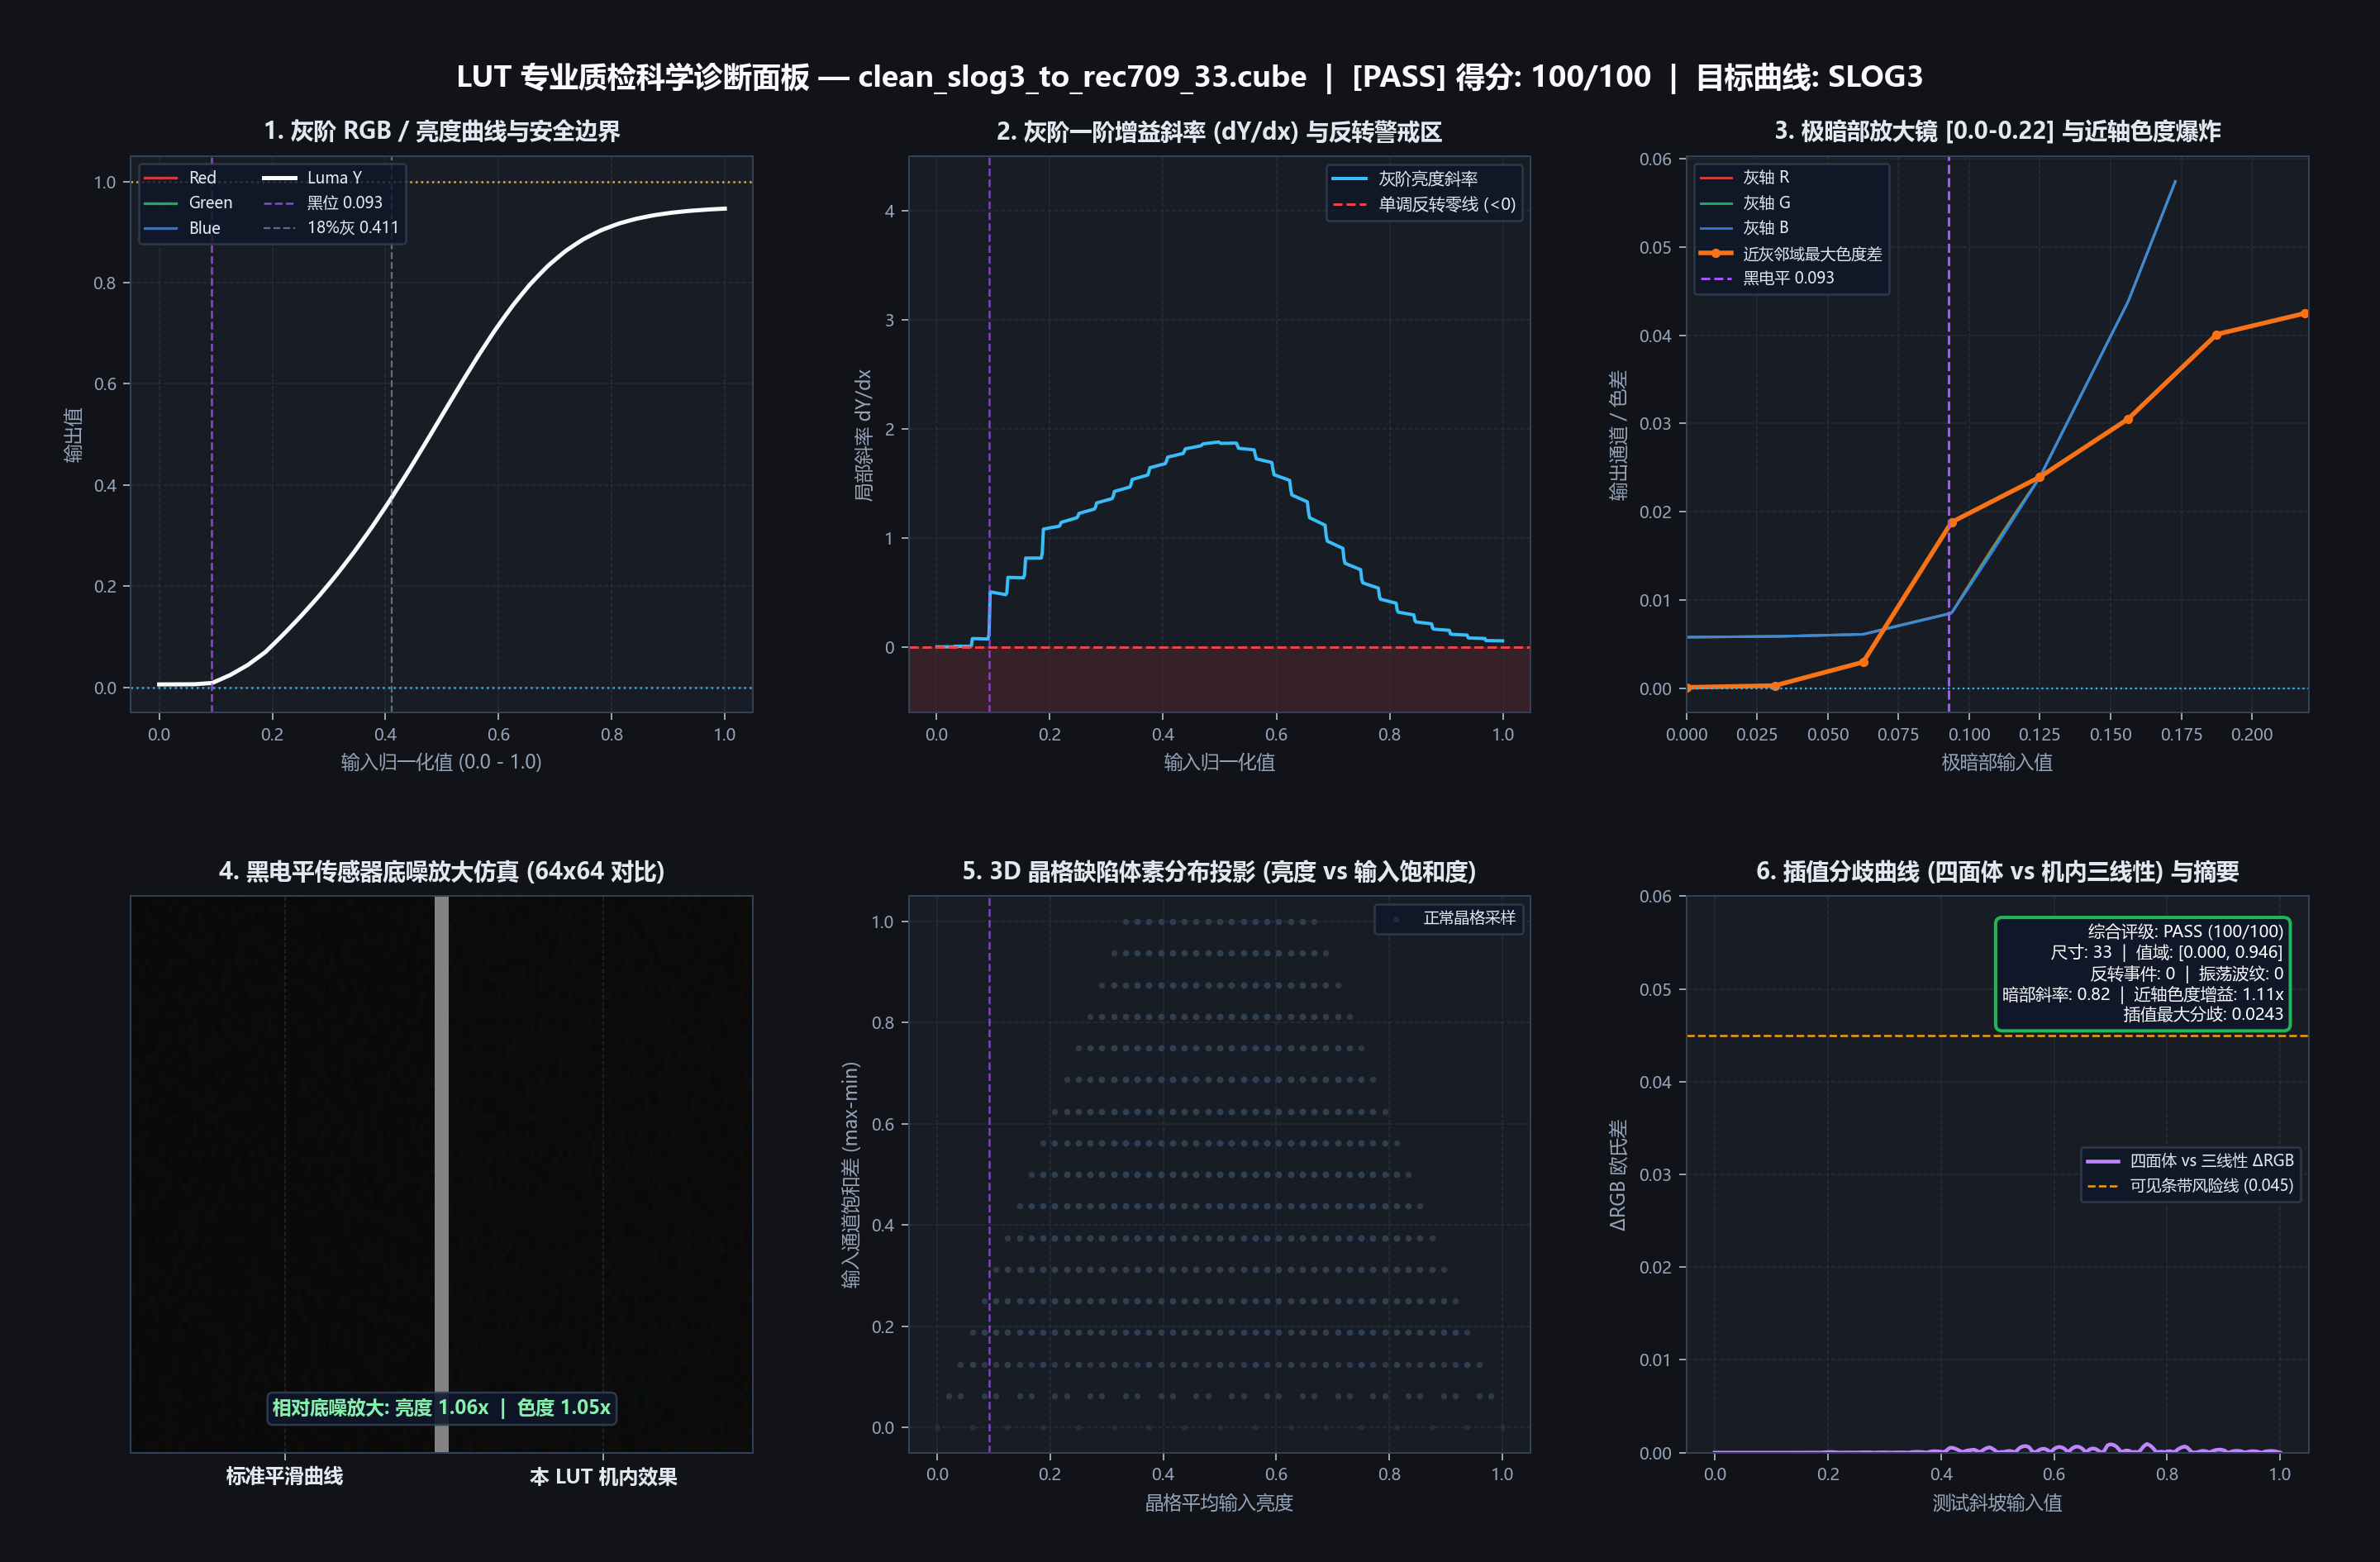 LUT 专业质检科学诊断面板 — clean_slog3_to_rec709_33.cube | [PASS] 得分: 100/100 | 目标曲线: SLOG3
1. 灰阶 RGB / 亮度曲线与安全边界
Red
Green
Blue
Luma Y
黑位 0.093
18%灰 0.411
输出值
1.0
0.8
0.6
0.4
0.2
0.0
0.0 0.2 0.4 0.6 0.8 1.0
输入归一化值 (0.0 - 1.0)
2. 灰阶一阶增益斜率 (dY/dx) 与反转警戒区
灰阶亮度斜率
单调反转零线 (<0)
局部斜率 dY/dx
4
3
2
1
0
0.0 0.2 0.4 0.6 0.8 1.0
输入归一化值
3. 极暗部放大镜 [0.0-0.22] 与近轴色度爆炸
灰轴 R
灰轴 G
灰轴 B
近灰邻域最大色度差
黑电平 0.093
输出通道 / 色差
0.06
0.05
0.04
0.03
0.02
0.01
0.00
0.000 0.025 0.050 0.075 0.100 0.125 0.150 0.175 0.200
极暗部输入值
4. 黑电平传感器底噪放大仿真 (64x64 对比)
相对底噪放大: 亮度 1.06x | 色度 1.05x
标准平滑曲线
本 LUT 机内效果
5. 3D 晶格缺陷体素分布投影 (亮度 vs 输入饱和度)
正常晶格采样
输入通道饱和差 (max-min)
1.0
0.8
0.6
0.4
0.2
0.0
0.0 0.2 0.4 0.6 0.8 1.0
晶格平均输入亮度
6. 插值分歧曲线 (四面体 vs 机内三线性) 与摘要
综合评级: PASS (100/100)
尺寸: 33 | 值域: [0.000, 0.946]
反转事件: 0 | 振荡波纹: 0
暗部斜率: 0.82 | 近轴色度增益: 1.11x
插值最大分歧: 0.0243
四面体 vs 三线性 ΔRGB
可见条带风险线 (0.045)
ΔRGB 欧氏差
0.06
0.05
0.04
0.03
0.02
0.01
0.00
0.0 0.2 0.4 0.6 0.8 1.0
测试斜坡输入值